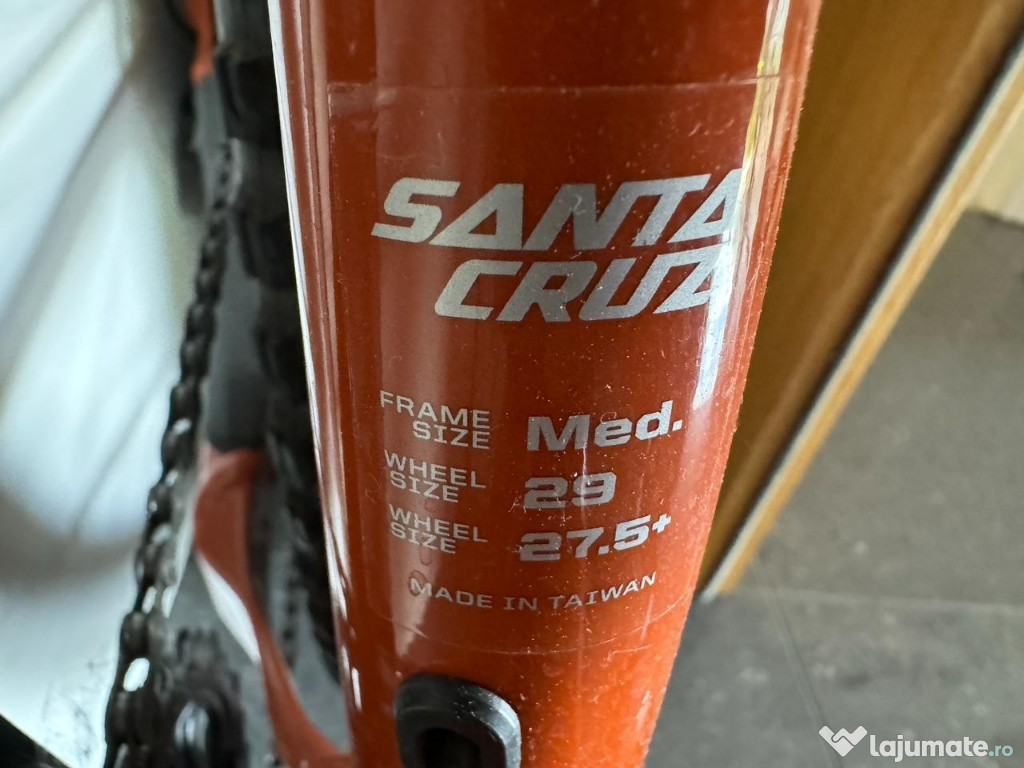 SANTA
CRUZ
FRAME SIZE Med.
WHEEL SIZE 29
WHEEL SIZE 27.5+
MADE IN TAIWAN
lajumate.ro